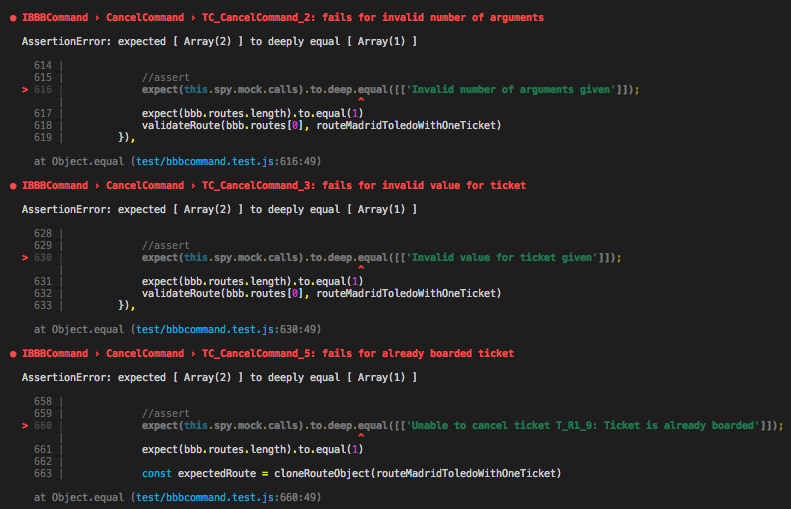 ● IBBBCommand › CancelCommand › TC_CancelCommand_2: fails for invalid number of arguments
AssertionError: expected [ Array(2) ] to deeply equal [ Array(1) ]
614 |
615 | //assert
> 616 | expect(this.spy.mock.calls).to.deep.equal([['Invalid number of arguments given']]);
| ^
617 | expect(bbb.routes.length).to.equal(1)
618 | validateRoute(bbb.routes[0], routeMadridToledoWithOneTicket)
619 | }),
at Object.equal (test/bbbcommand.test.js:616:49)
● IBBBCommand › CancelCommand › TC_CancelCommand_3: fails for invalid value for ticket
AssertionError: expected [ Array(2) ] to deeply equal [ Array(1) ]
628 |
629 | //assert
> 630 | expect(this.spy.mock.calls).to.deep.equal([['Invalid value for ticket given']]);
| ^
631 | expect(bbb.routes.length).to.equal(1)
632 | validateRoute(bbb.routes[0], routeMadridToledoWithOneTicket)
633 | }),
at Object.equal (test/bbbcommand.test.js:630:49)
● IBBBCommand › CancelCommand › TC_CancelCommand_5: fails for already boarded ticket
AssertionError: expected [ Array(2) ] to deeply equal [ Array(1) ]
658 |
659 | //assert
> 660 | expect(this.spy.mock.calls).to.deep.equal([['Unable to cancel ticket T_R1_9: Ticket is already boarded']]);
| ^
661 | expect(bbb.routes.length).to.equal(1)
662 |
663 | const expectedRoute = cloneRouteObject(routeMadridToledoWithOneTicket)
at Object.equal (test/bbbcommand.test.js:660:49)